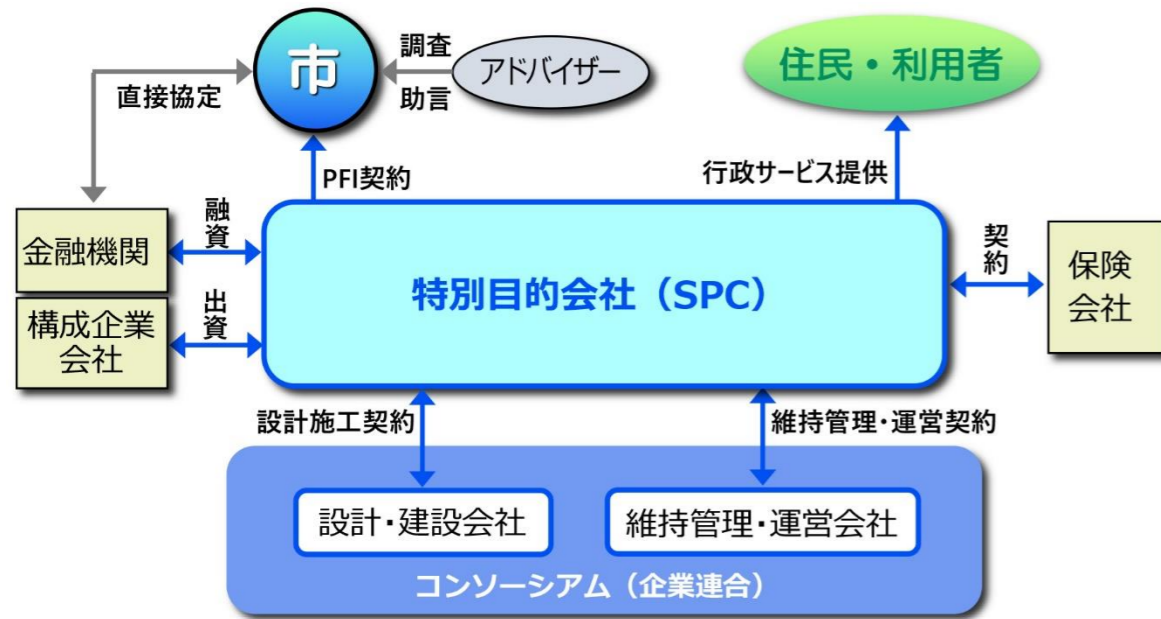 市
調査
助言
アドバイザー
住民・利用者
直接協定
PFI契約
行政サービス提供
金融機関
融資
構成企業
会社
出資
特別目的会社（SPC）
契約
保険
会社
設計施工契約
維持管理・運営契約
設計・建設会社
維持管理・運営会社
コンソーシアム（企業連合）